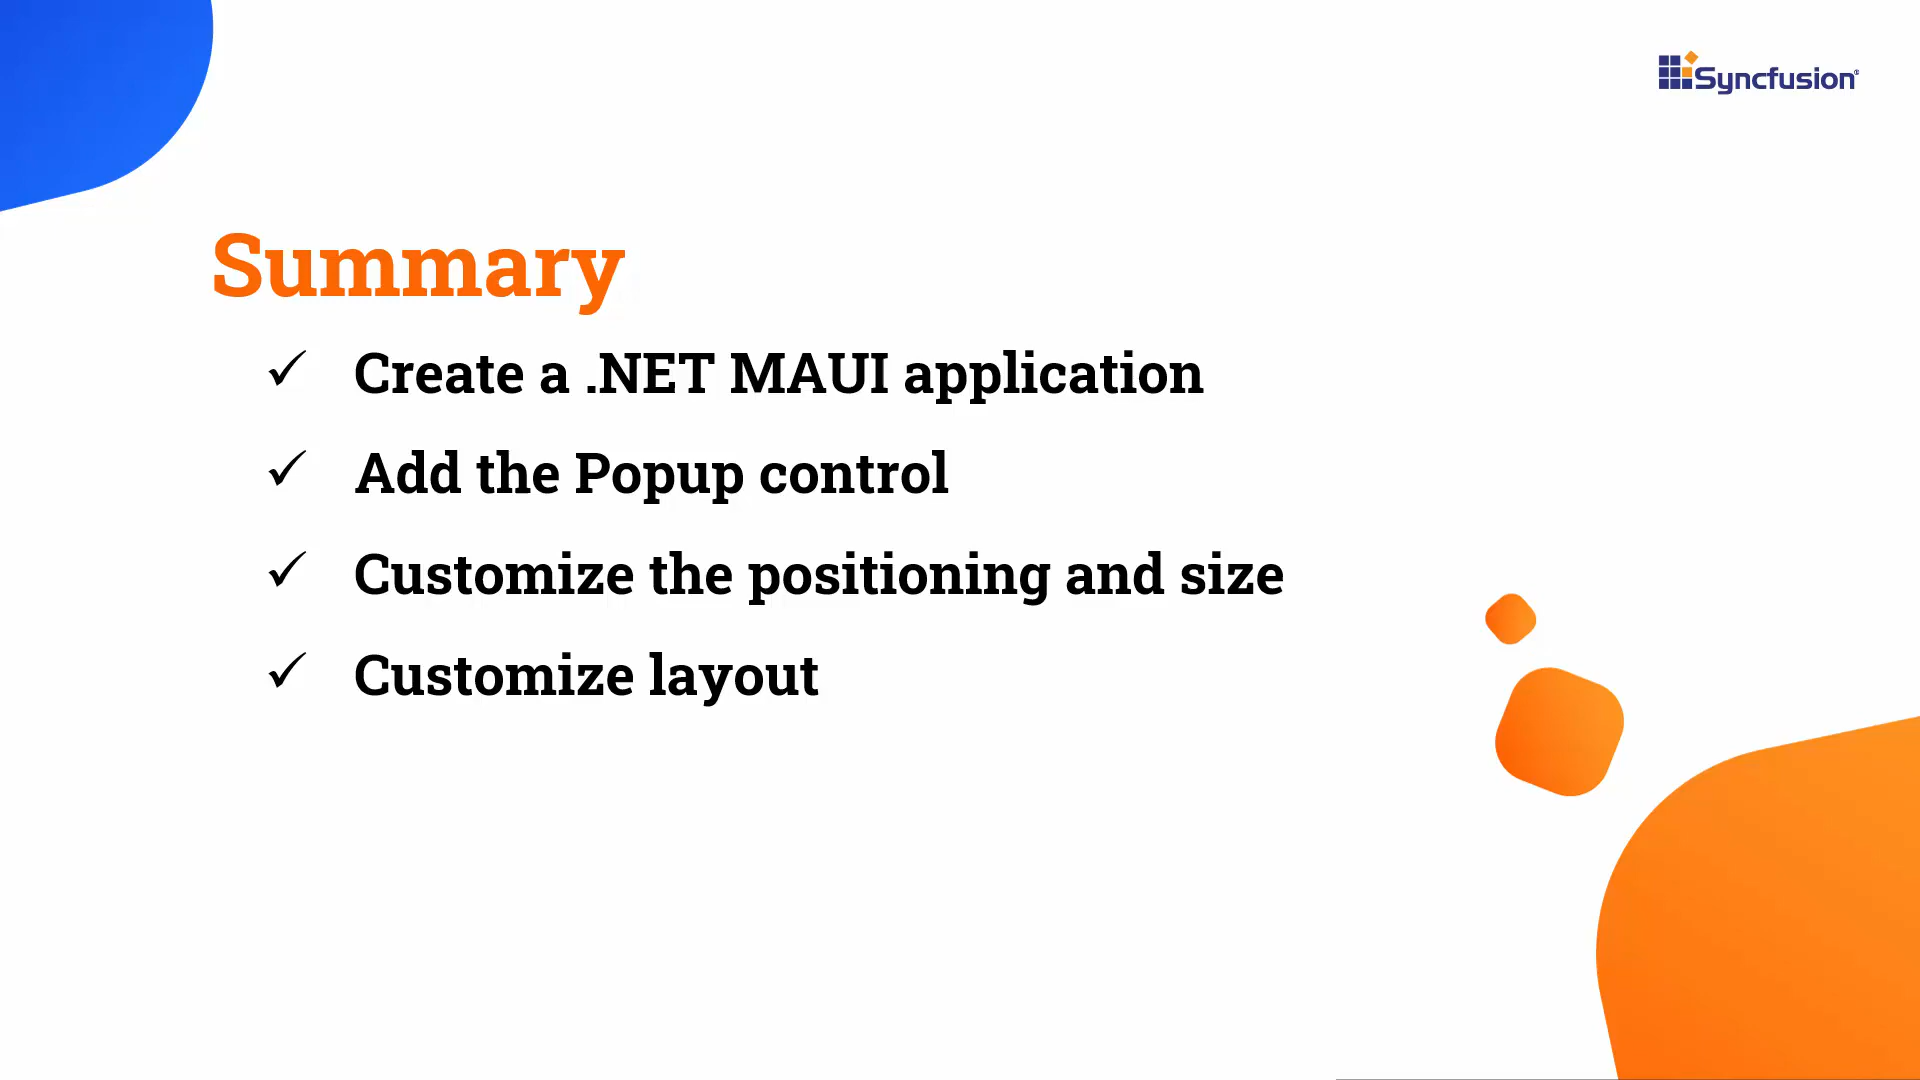 Syncfusion®
Summary
✓ Create a .NET MAUI application
✓ Add the Popup control
✓ Customize the positioning and size
✓ Customize layout